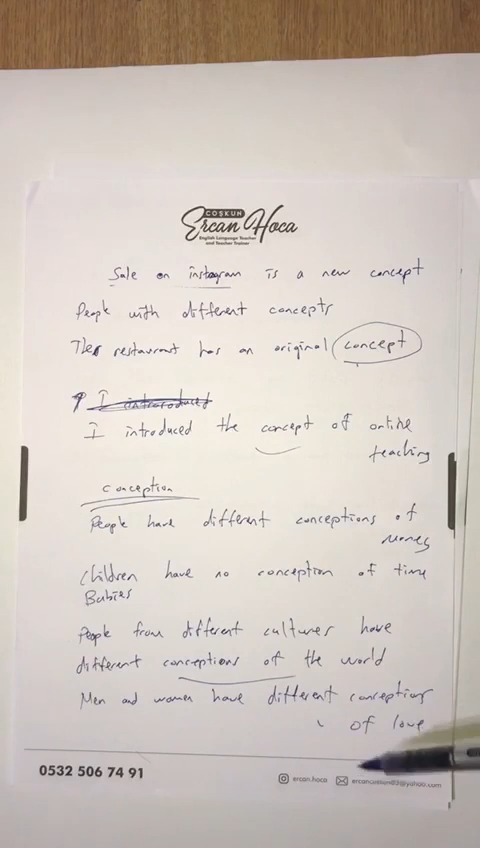 COSKUN
Ercan Hoca
English Language Teacher
and Teacher Trainer
Sale on instagram is a new concept
People with different concepts
The restaurant has an original concept
I introduced
I introduced the concept of online
teaching
Conception
People have different conceptions of
money
Children have no conception of time
Babies
People from different cultures have
different conceptions of the world
Men and women have different conceptions
of love
0532 506 74 91
ercan.hoca
ercancoskun83@yahoo.com